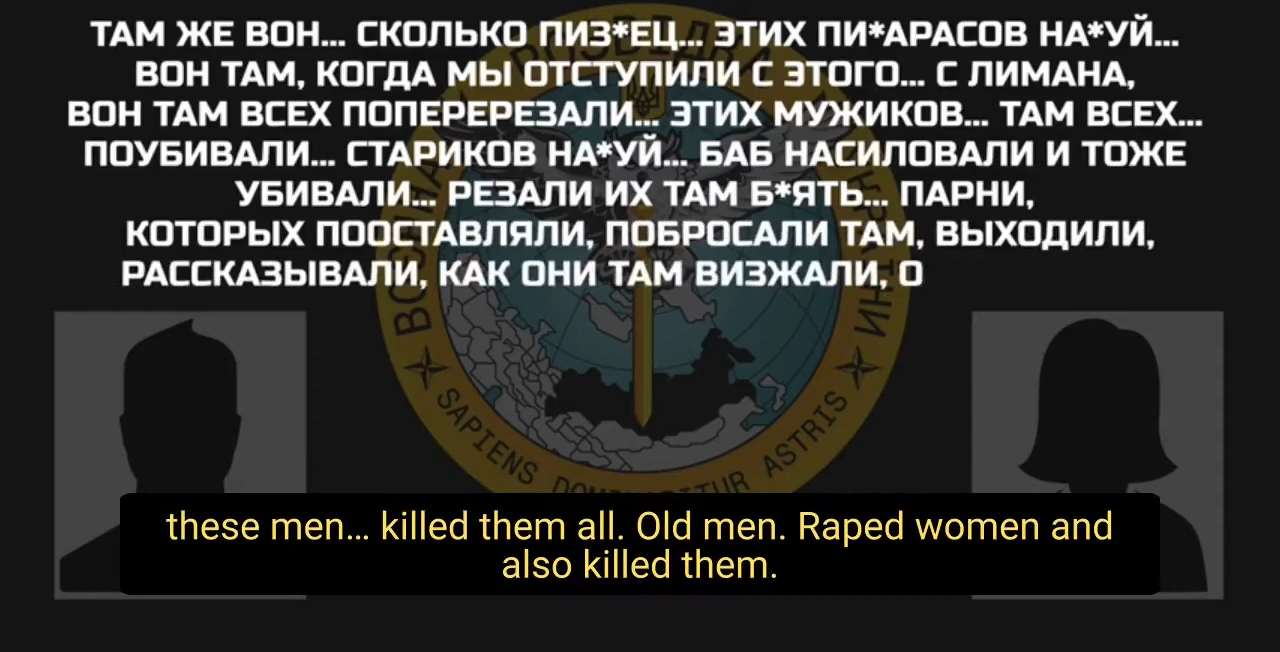 ТАМ ЖЕ ВОН... СКОЛЬКО ПИЗ*ЕЦ... ЭТИХ ПИ*АРАСОВ НА*УЙ...
ВОН ТАМ, КОГДА МЫ ОТСТУПИЛИ С ЭТОГО... С ЛИМАНА,
ВОН ТАМ ВСЕХ ПОПЕРЕРЕЗАЛИ... ЭТИХ МУЖИКОВ... ТАМ ВСЕХ...
ПОУБИВАЛИ... СТАРИКОВ НА*УЙ... БАБ НАСИЛОВАЛИ И ТОЖЕ
УБИВАЛИ... РЕЗАЛИ ИХ ТАМ Б*ЯТЬ... ПАРНИ,
КОТОРЫХ ПООСТАВЛЯЛИ, ПОБРОСАЛИ ТАМ, ВЫХОДИЛИ,
РАССКАЗЫВАЛИ, КАК ОНИ ТАМ ВИЗЖАЛИ, О
SAPIENS DOMINABITUR ASTRIS
these men... killed them all. Old men. Raped women and
also killed them.